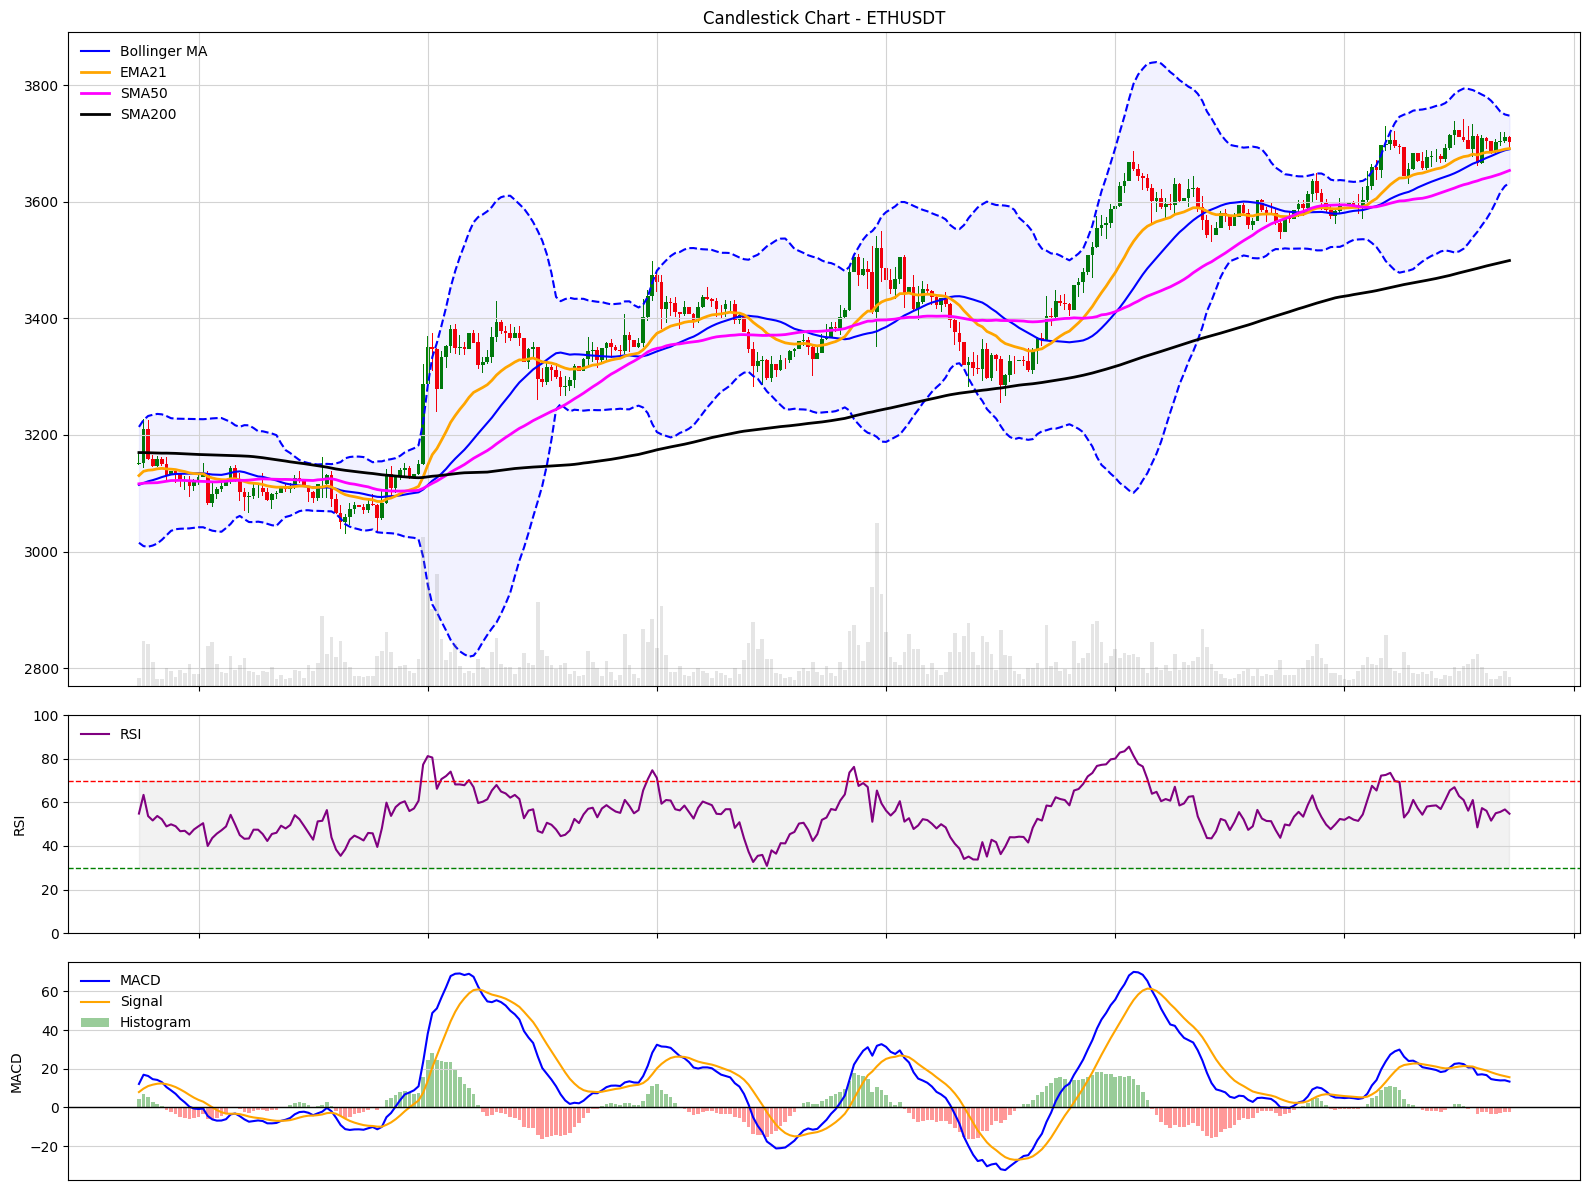 Candlestick Chart - ETHUSDT
Bollinger MA
EMA21
SMA50
SMA200
3800
3600
3400
3200
3000
2800
RSI
RSI
100
80
60
40
20
0
MACD
Signal
Histogram
MACD
60
40
20
0
−20